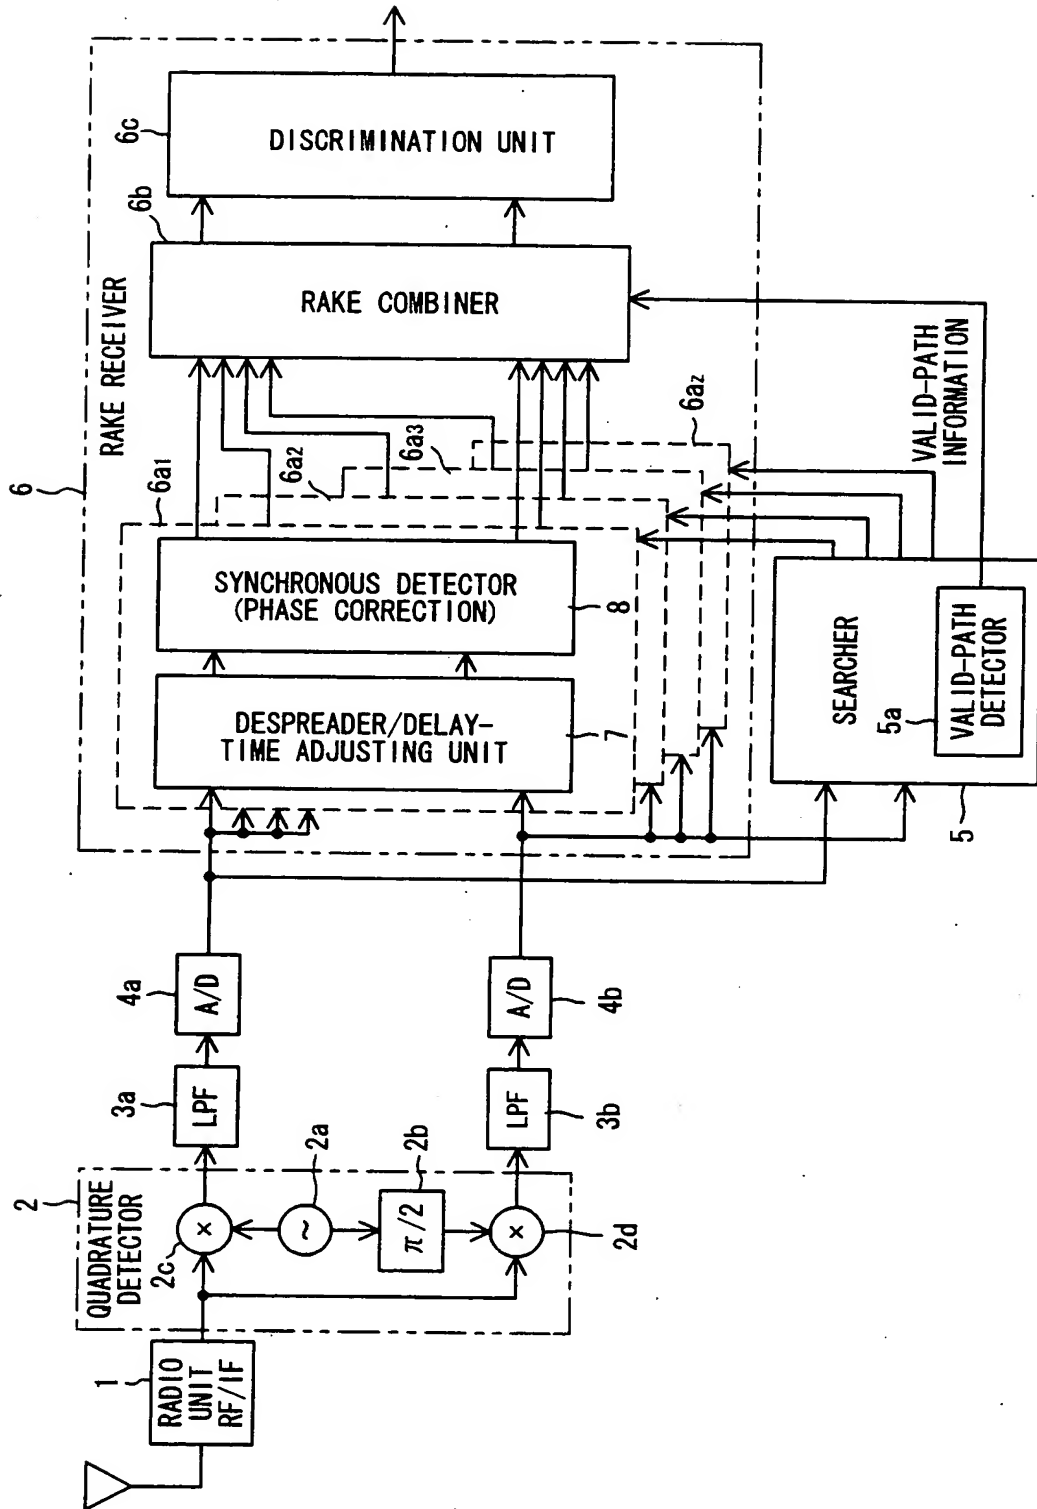 1
RADIO
UNIT
RF/IF
2
QUADRATURE
DETECTOR
2c
×
~
2a
π/2
2b
×
2d
3a
LPF
4a
A/D
3b
LPF
4b
A/D
6
RAKE RECEIVER
6a1
6a2
6a3
6az
DESPREADER/DELAY-
TIME ADJUSTING UNIT
7
SYNCHRONOUS DETECTOR
(PHASE CORRECTION)
8
6b
RAKE COMBINER
6c
DISCRIMINATION UNIT
5
SEARCHER
5a
VALID-PATH
DETECTOR
VALID-PATH
INFORMATION